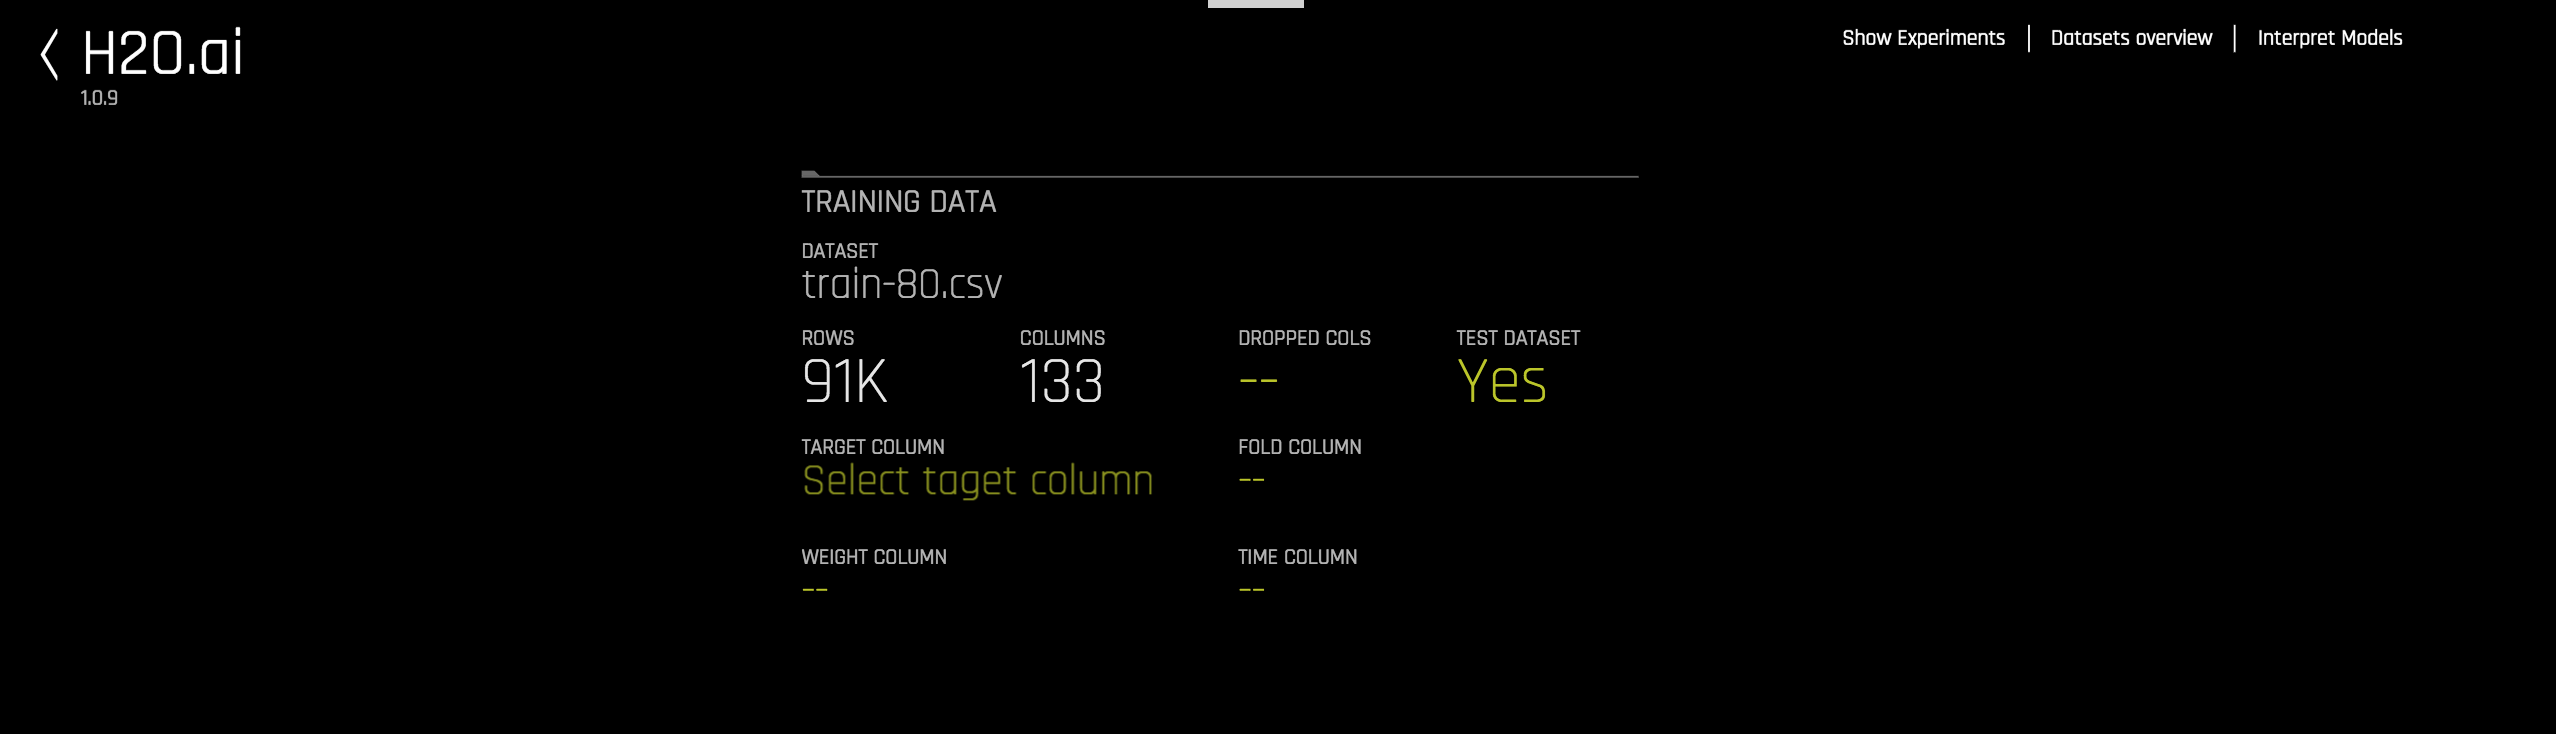 H2O.ai
1.0.9
Show Experiments | Datasets overview | Interpret Models
TRAINING DATA
DATASET
train-80.csv
ROWS COLUMNS DROPPED COLS TEST DATASET
91K 133 -- Yes
TARGET COLUMN FOLD COLUMN
Select taget column --
WEIGHT COLUMN TIME COLUMN
-- --